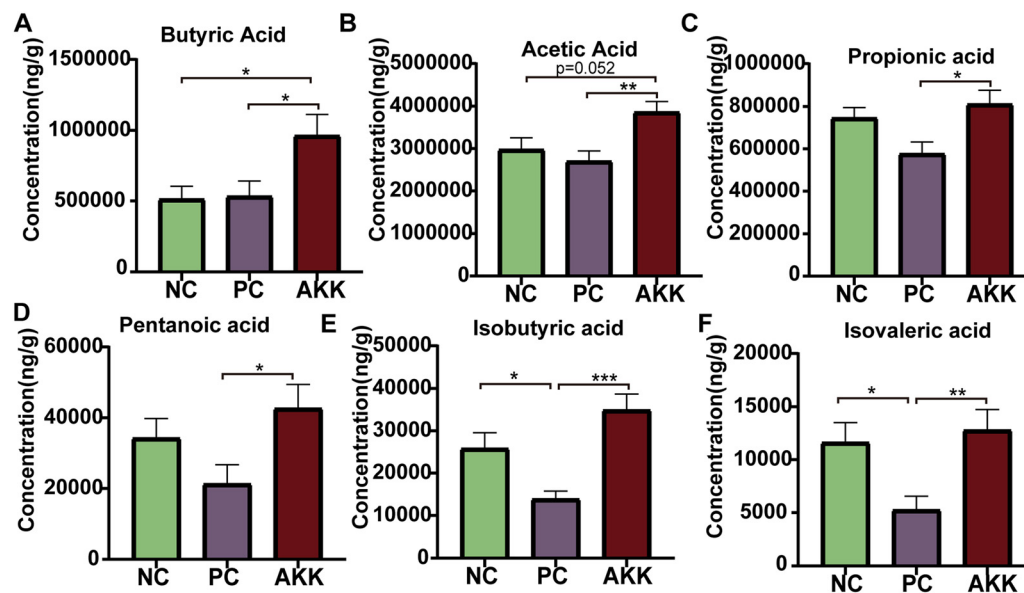 A
Butyric Acid
Concentration(ng/g)
1500000
1000000
500000
0
*
*
NC PC AKK
B
Acetic Acid
p=0.052
**
Concentration(ng/g)
5000000
4000000
3000000
2000000
1000000
0
NC PC AKK
C
Propionic acid
*
Concentration(ng/g)
1000000
800000
600000
400000
200000
0
NC PC AKK
D
Pentanoic acid
*
Concentration(ng/g)
60000
40000
20000
0
NC PC AKK
E
Isobutyric acid
* ***
Concentration(ng/g)
50000
40000
30000
20000
10000
0
NC PC AKK
F
Isovaleric acid
* **
Concentration(ng/g)
20000
15000
10000
5000
0
NC PC AKK